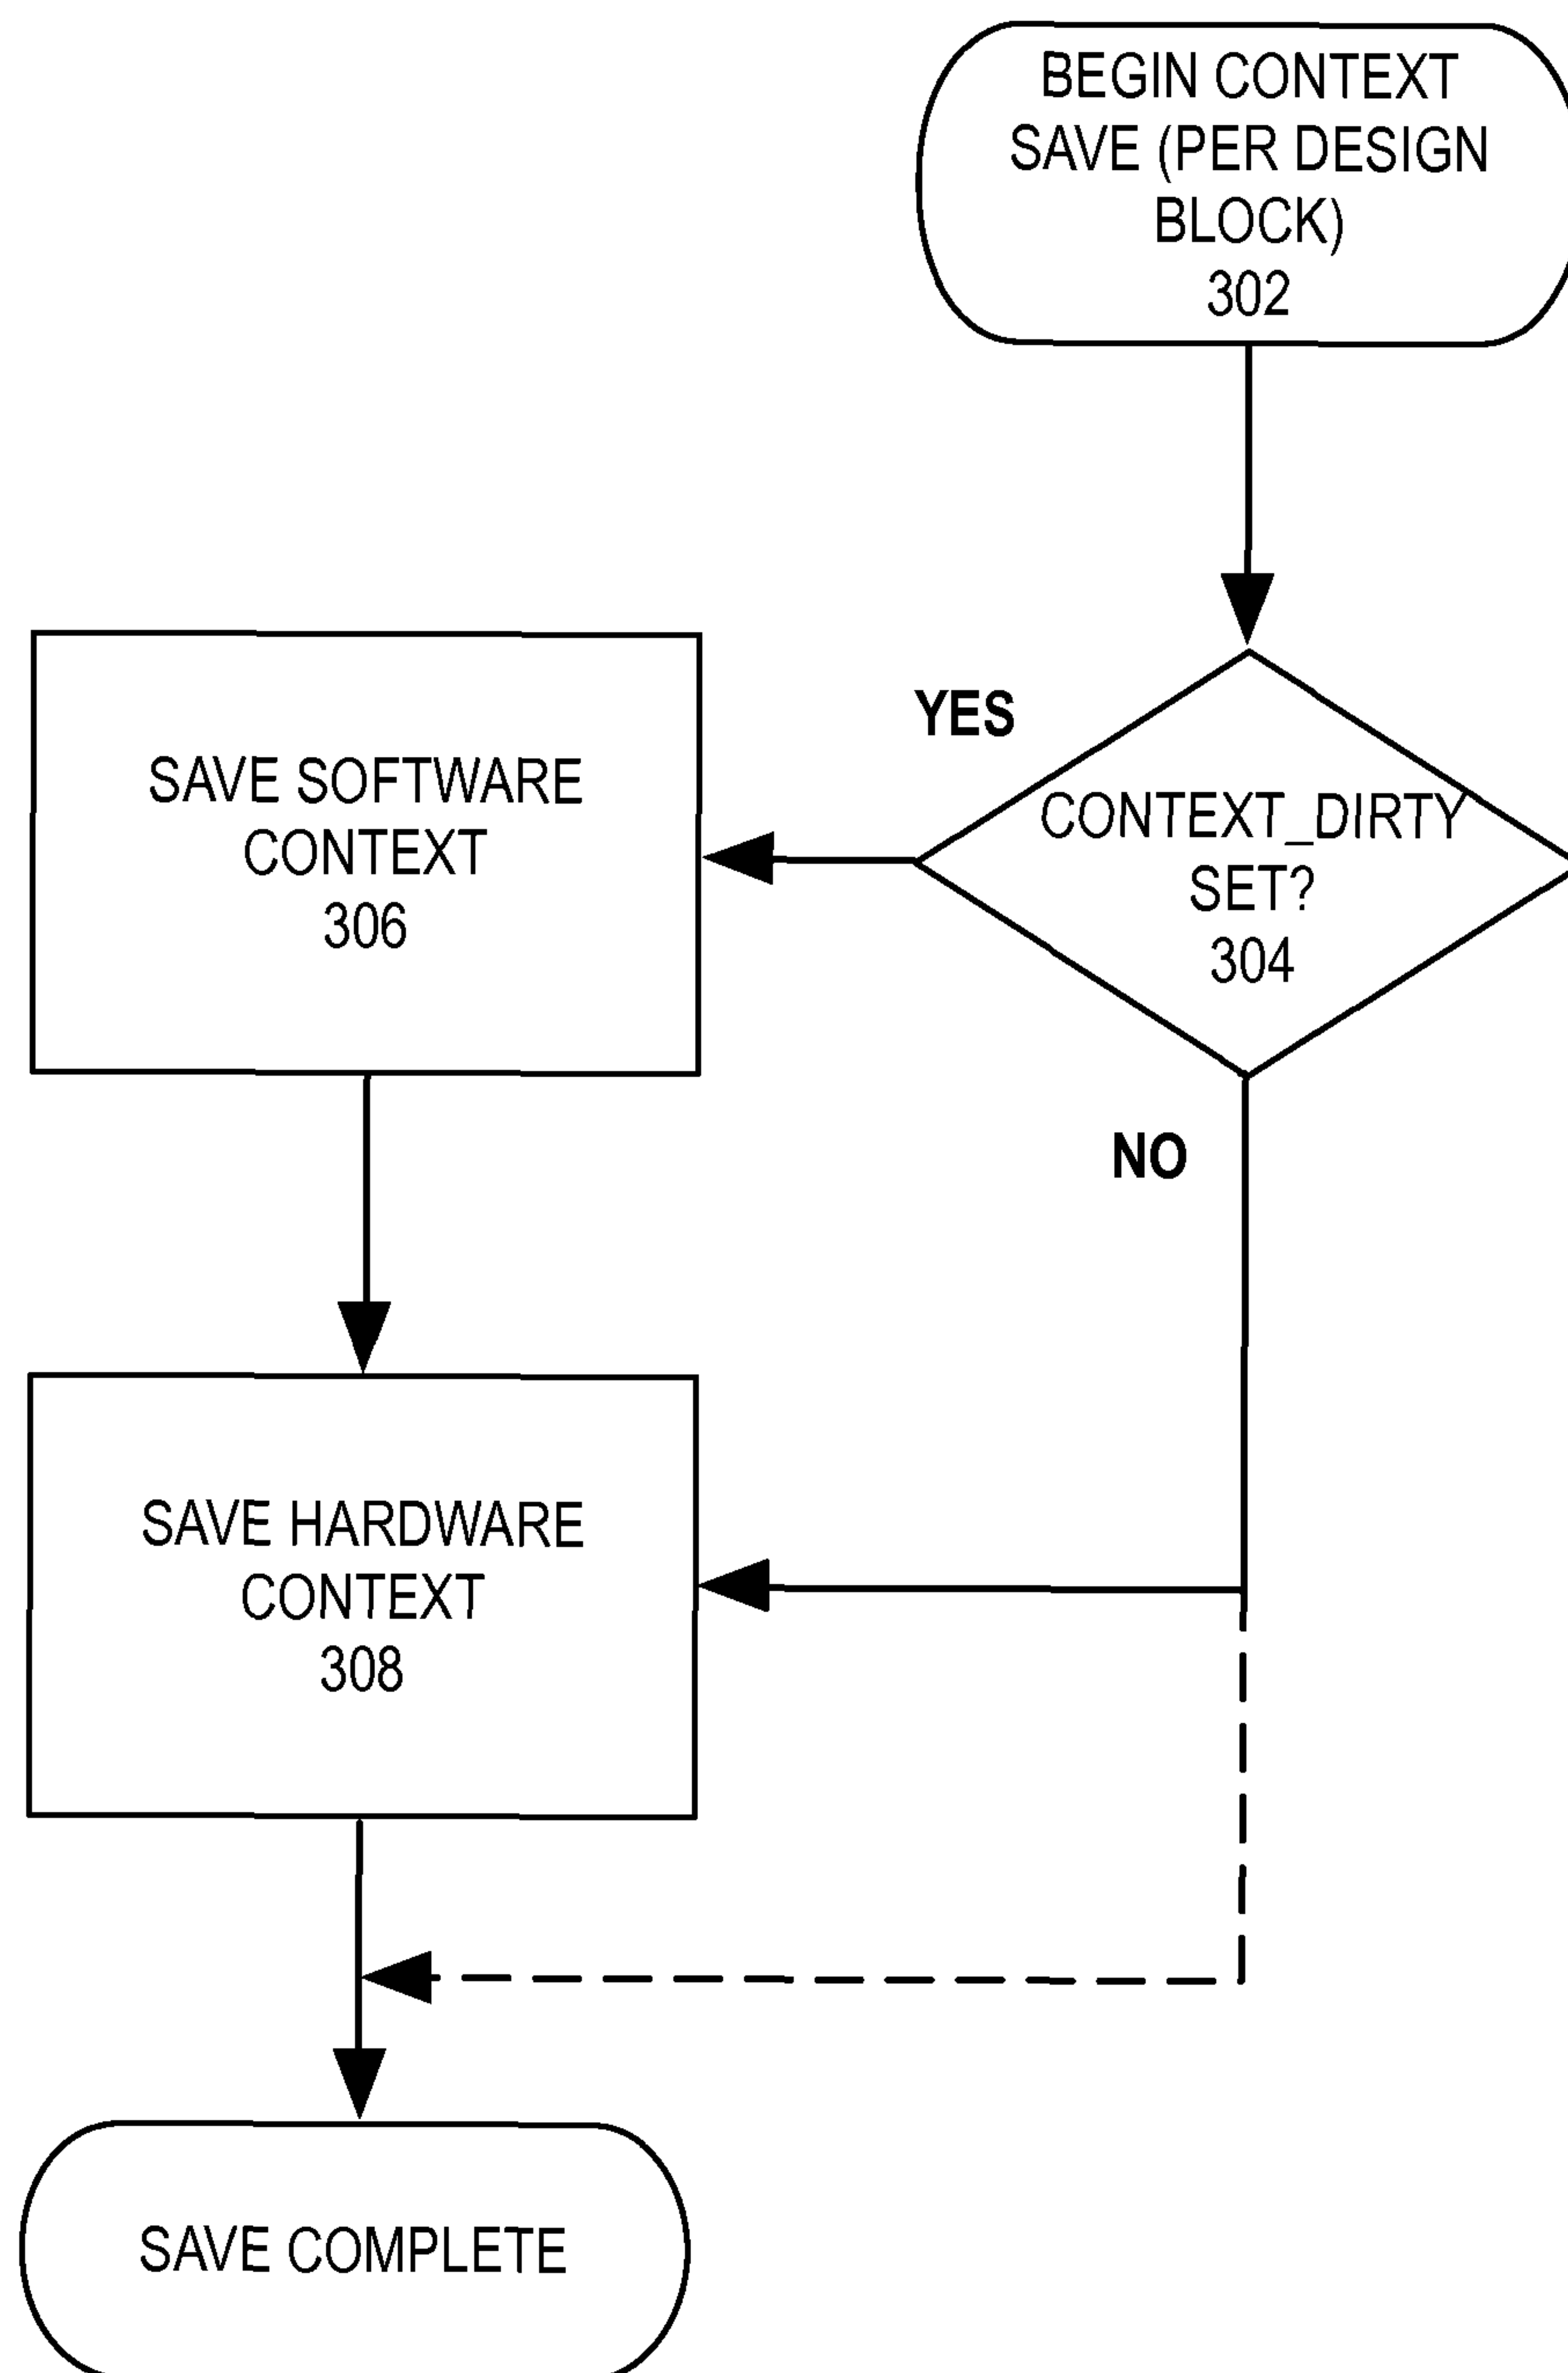 BEGIN CONTEXT
SAVE (PER DESIGN
BLOCK)
302
YES
CONTEXT_DIRTY
SET?
304
SAVE SOFTWARE
CONTEXT
306
NO
SAVE HARDWARE
CONTEXT
308
SAVE COMPLETE